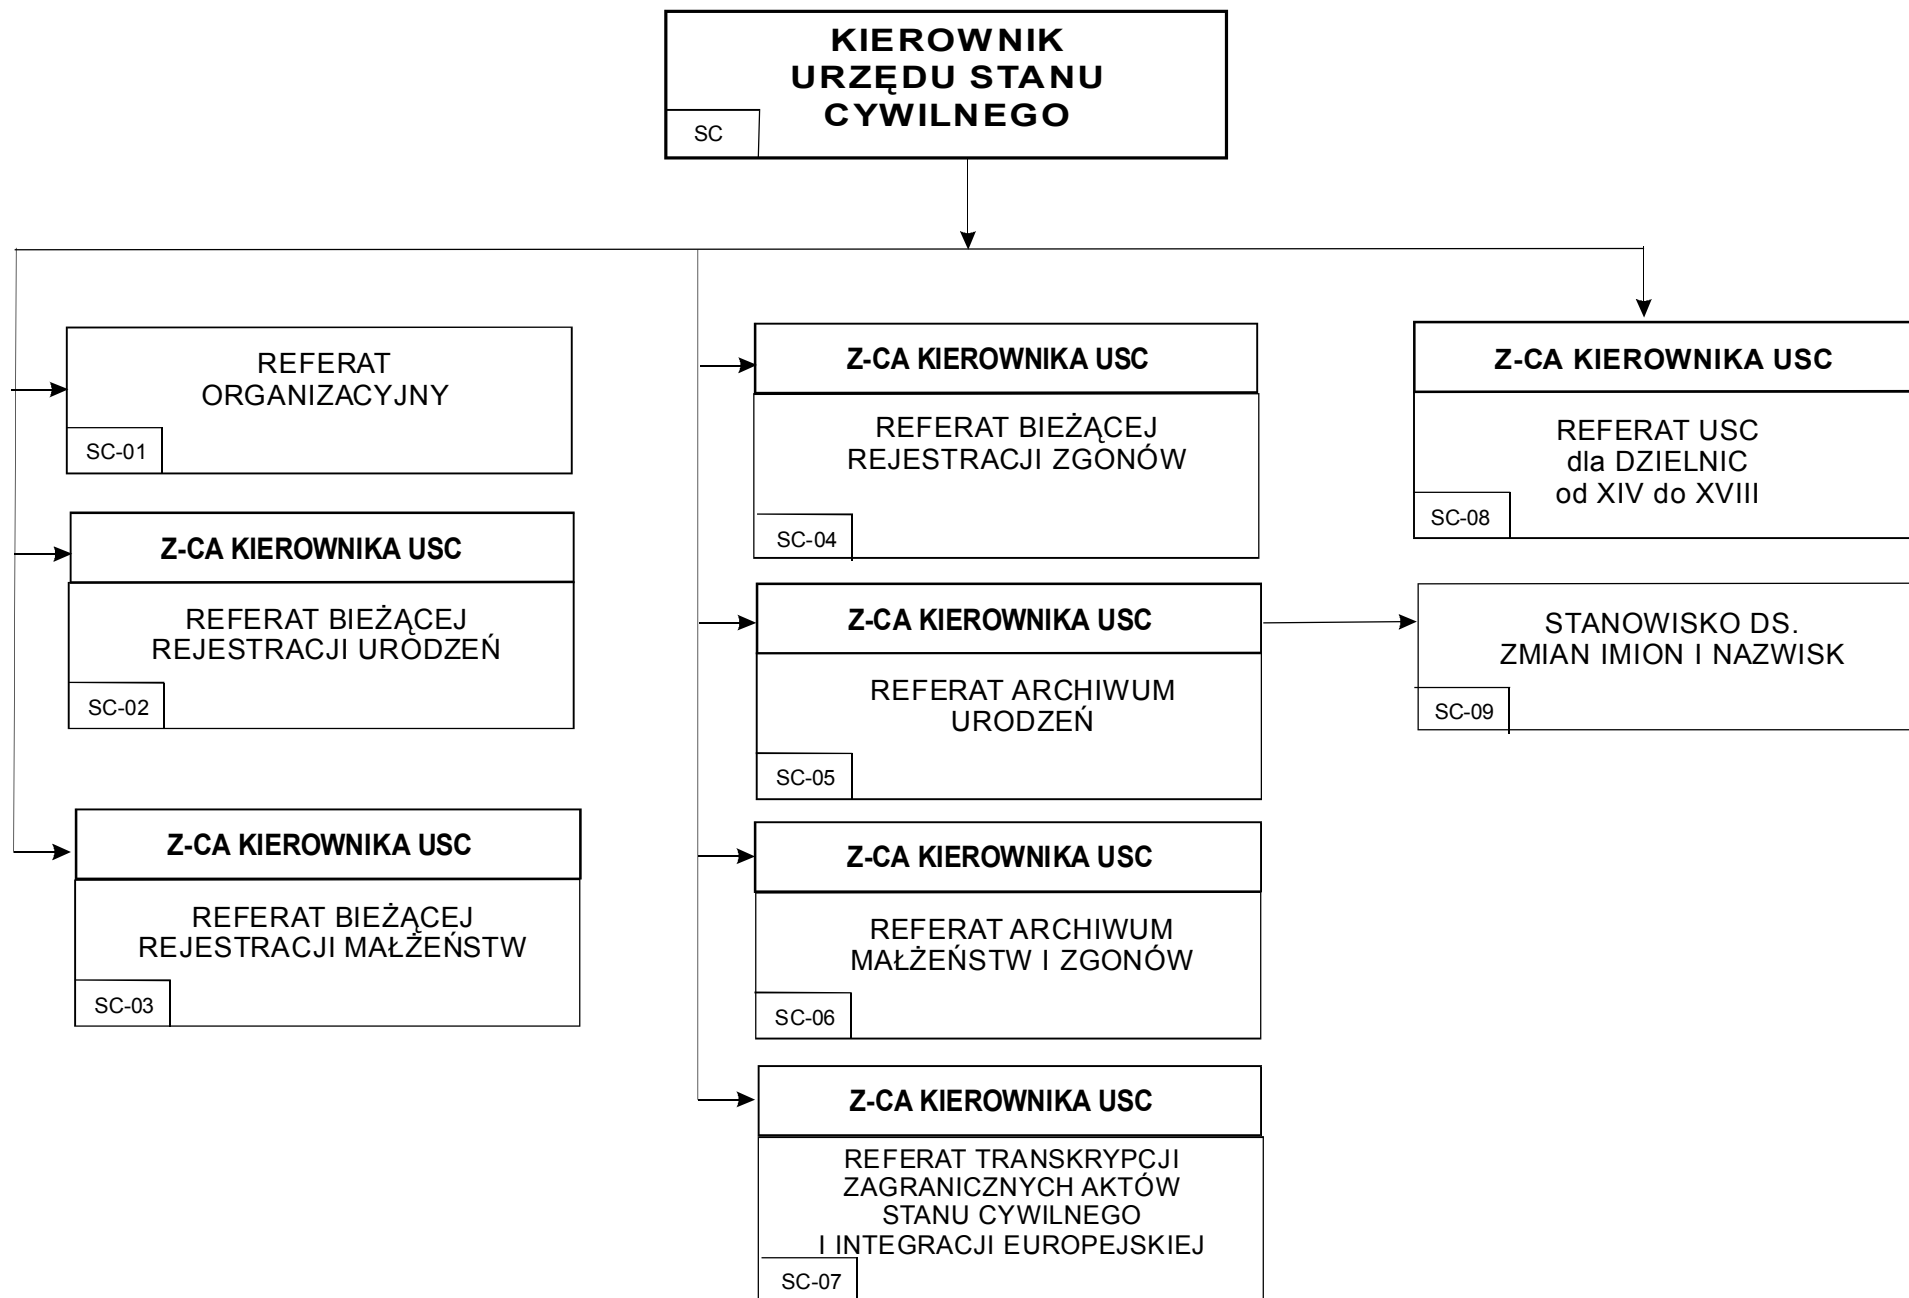 KIEROWNIK
URZĘDU STANU
CYWILNEGO
SC
REFERAT
ORGANIZACYJNY
SC-01
Z-CA KIEROWNIKA USC
REFERAT BIEŻĄCEJ
REJESTRACJI URODZEŃ
SC-02
Z-CA KIEROWNIKA USC
REFERAT BIEŻĄCEJ
REJESTRACJI MAŁŻEŃSTW
SC-03
Z-CA KIEROWNIKA USC
REFERAT BIEŻĄCEJ
REJESTRACJI ZGONÓW
SC-04
Z-CA KIEROWNIKA USC
REFERAT ARCHIWUM
URODZEŃ
SC-05
Z-CA KIEROWNIKA USC
REFERAT ARCHIWUM
MAŁŻEŃSTW I ZGONÓW
SC-06
Z-CA KIEROWNIKA USC
REFERAT TRANSKRYPCJI
ZAGRANICZNYCH AKTÓW
STANU CYWILNEGO
I INTEGRACJI EUROPEJSKIEJ
SC-07
Z-CA KIEROWNIKA USC
REFERAT USC
dla DZIELNIC
od XIV do XVIII
SC-08
STANOWISKO DS.
ZMIAN IMION I NAZWISK
SC-09